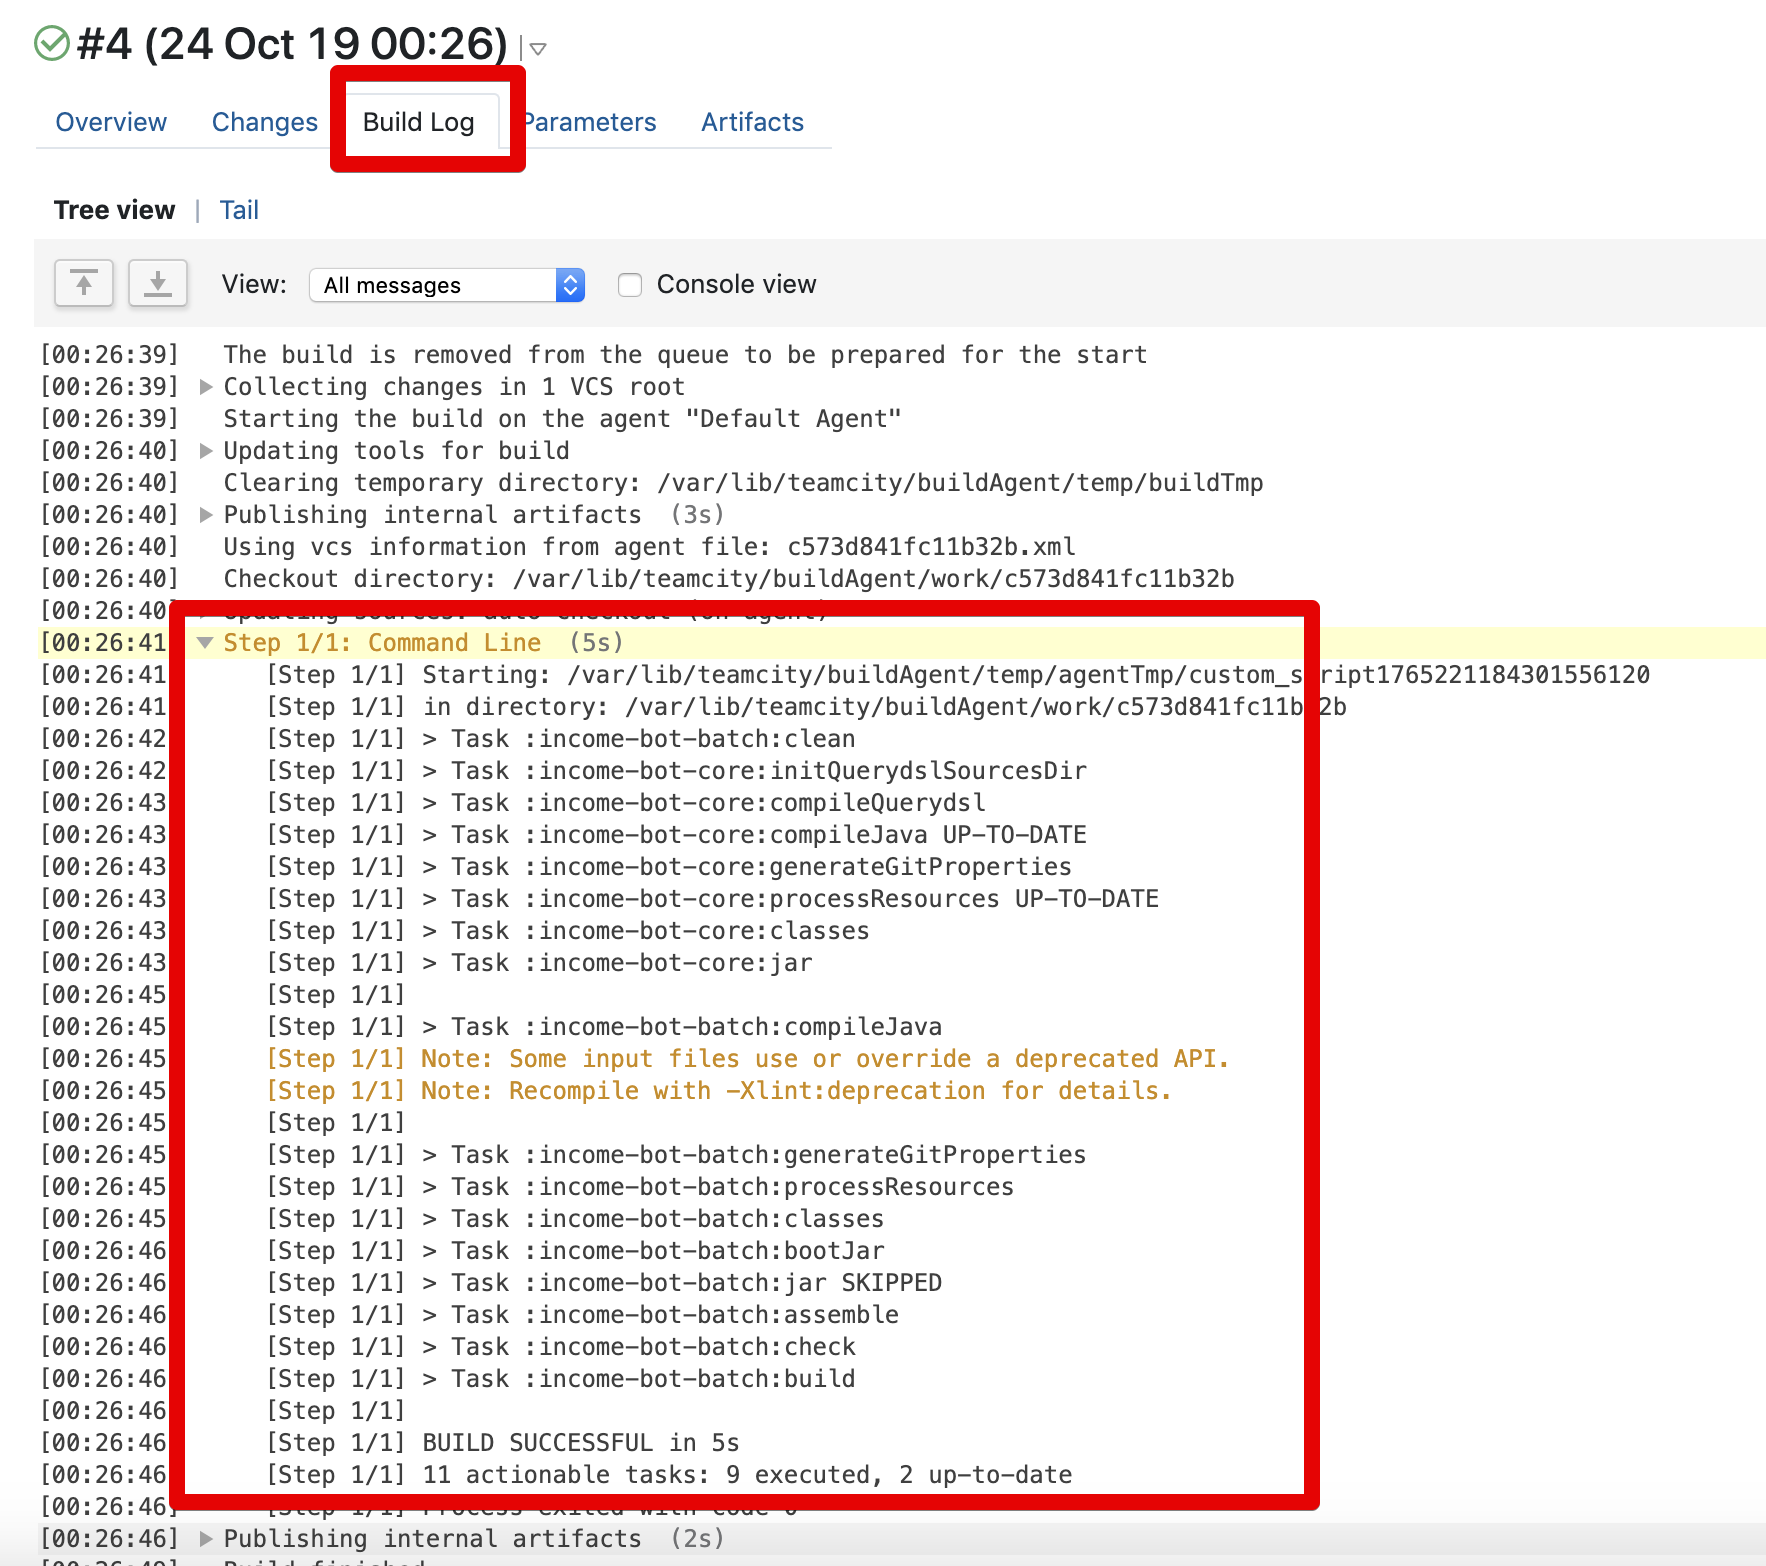 #4 (24 Oct 19 00:26)
Overview Changes Build Log Parameters Artifacts
Tree view | Tail
View: All messages Console view
[00:26:39] The build is removed from the queue to be prepared for the start
[00:26:39] Collecting changes in 1 VCS root
[00:26:39] Starting the build on the agent "Default Agent"
[00:26:40] Updating tools for build
[00:26:40] Clearing temporary directory: /var/lib/teamcity/buildAgent/temp/buildTmp
[00:26:40] Publishing internal artifacts (3s)
[00:26:40] Using vcs information from agent file: c573d841fc11b32b.xml
[00:26:40] Checkout directory: /var/lib/teamcity/buildAgent/work/c573d841fc11b32b
[00:26:40] Updating sources: auto checkout (on agent)
[00:26:41 Step 1/1: Command Line (5s)
[00:26:41 [Step 1/1] Starting: /var/lib/teamcity/buildAgent/temp/agentTmp/custom_script1765221184301556120
[00:26:41 [Step 1/1] in directory: /var/lib/teamcity/buildAgent/work/c573d841fc11b32b
[00:26:42 [Step 1/1] > Task :income-bot-batch:clean
[00:26:42 [Step 1/1] > Task :income-bot-core:initQuerydslSourcesDir
[00:26:43 [Step 1/1] > Task :income-bot-core:compileQuerydsl
[00:26:43 [Step 1/1] > Task :income-bot-core:compileJava UP-TO-DATE
[00:26:43 [Step 1/1] > Task :income-bot-core:generateGitProperties
[00:26:43 [Step 1/1] > Task :income-bot-core:processResources UP-TO-DATE
[00:26:43 [Step 1/1] > Task :income-bot-core:classes
[00:26:43 [Step 1/1] > Task :income-bot-core:jar
[00:26:45 [Step 1/1]
[00:26:45 [Step 1/1] > Task :income-bot-batch:compileJava
[00:26:45 [Step 1/1] Note: Some input files use or override a deprecated API.
[00:26:45 [Step 1/1] Note: Recompile with -Xlint:deprecation for details.
[00:26:45 [Step 1/1]
[00:26:45 [Step 1/1] > Task :income-bot-batch:generateGitProperties
[00:26:45 [Step 1/1] > Task :income-bot-batch:processResources
[00:26:45 [Step 1/1] > Task :income-bot-batch:classes
[00:26:46 [Step 1/1] > Task :income-bot-batch:bootJar
[00:26:46 [Step 1/1] > Task :income-bot-batch:jar SKIPPED
[00:26:46 [Step 1/1] > Task :income-bot-batch:assemble
[00:26:46 [Step 1/1] > Task :income-bot-batch:check
[00:26:46 [Step 1/1] > Task :income-bot-batch:build
[00:26:46 [Step 1/1]
[00:26:46 [Step 1/1] BUILD SUCCESSFUL in 5s
[00:26:46 [Step 1/1] 11 actionable tasks: 9 executed, 2 up-to-date
[00:26:46] [Step 1/1] Process exited with code 0
[00:26:46] Publishing internal artifacts (2s)
Build finished